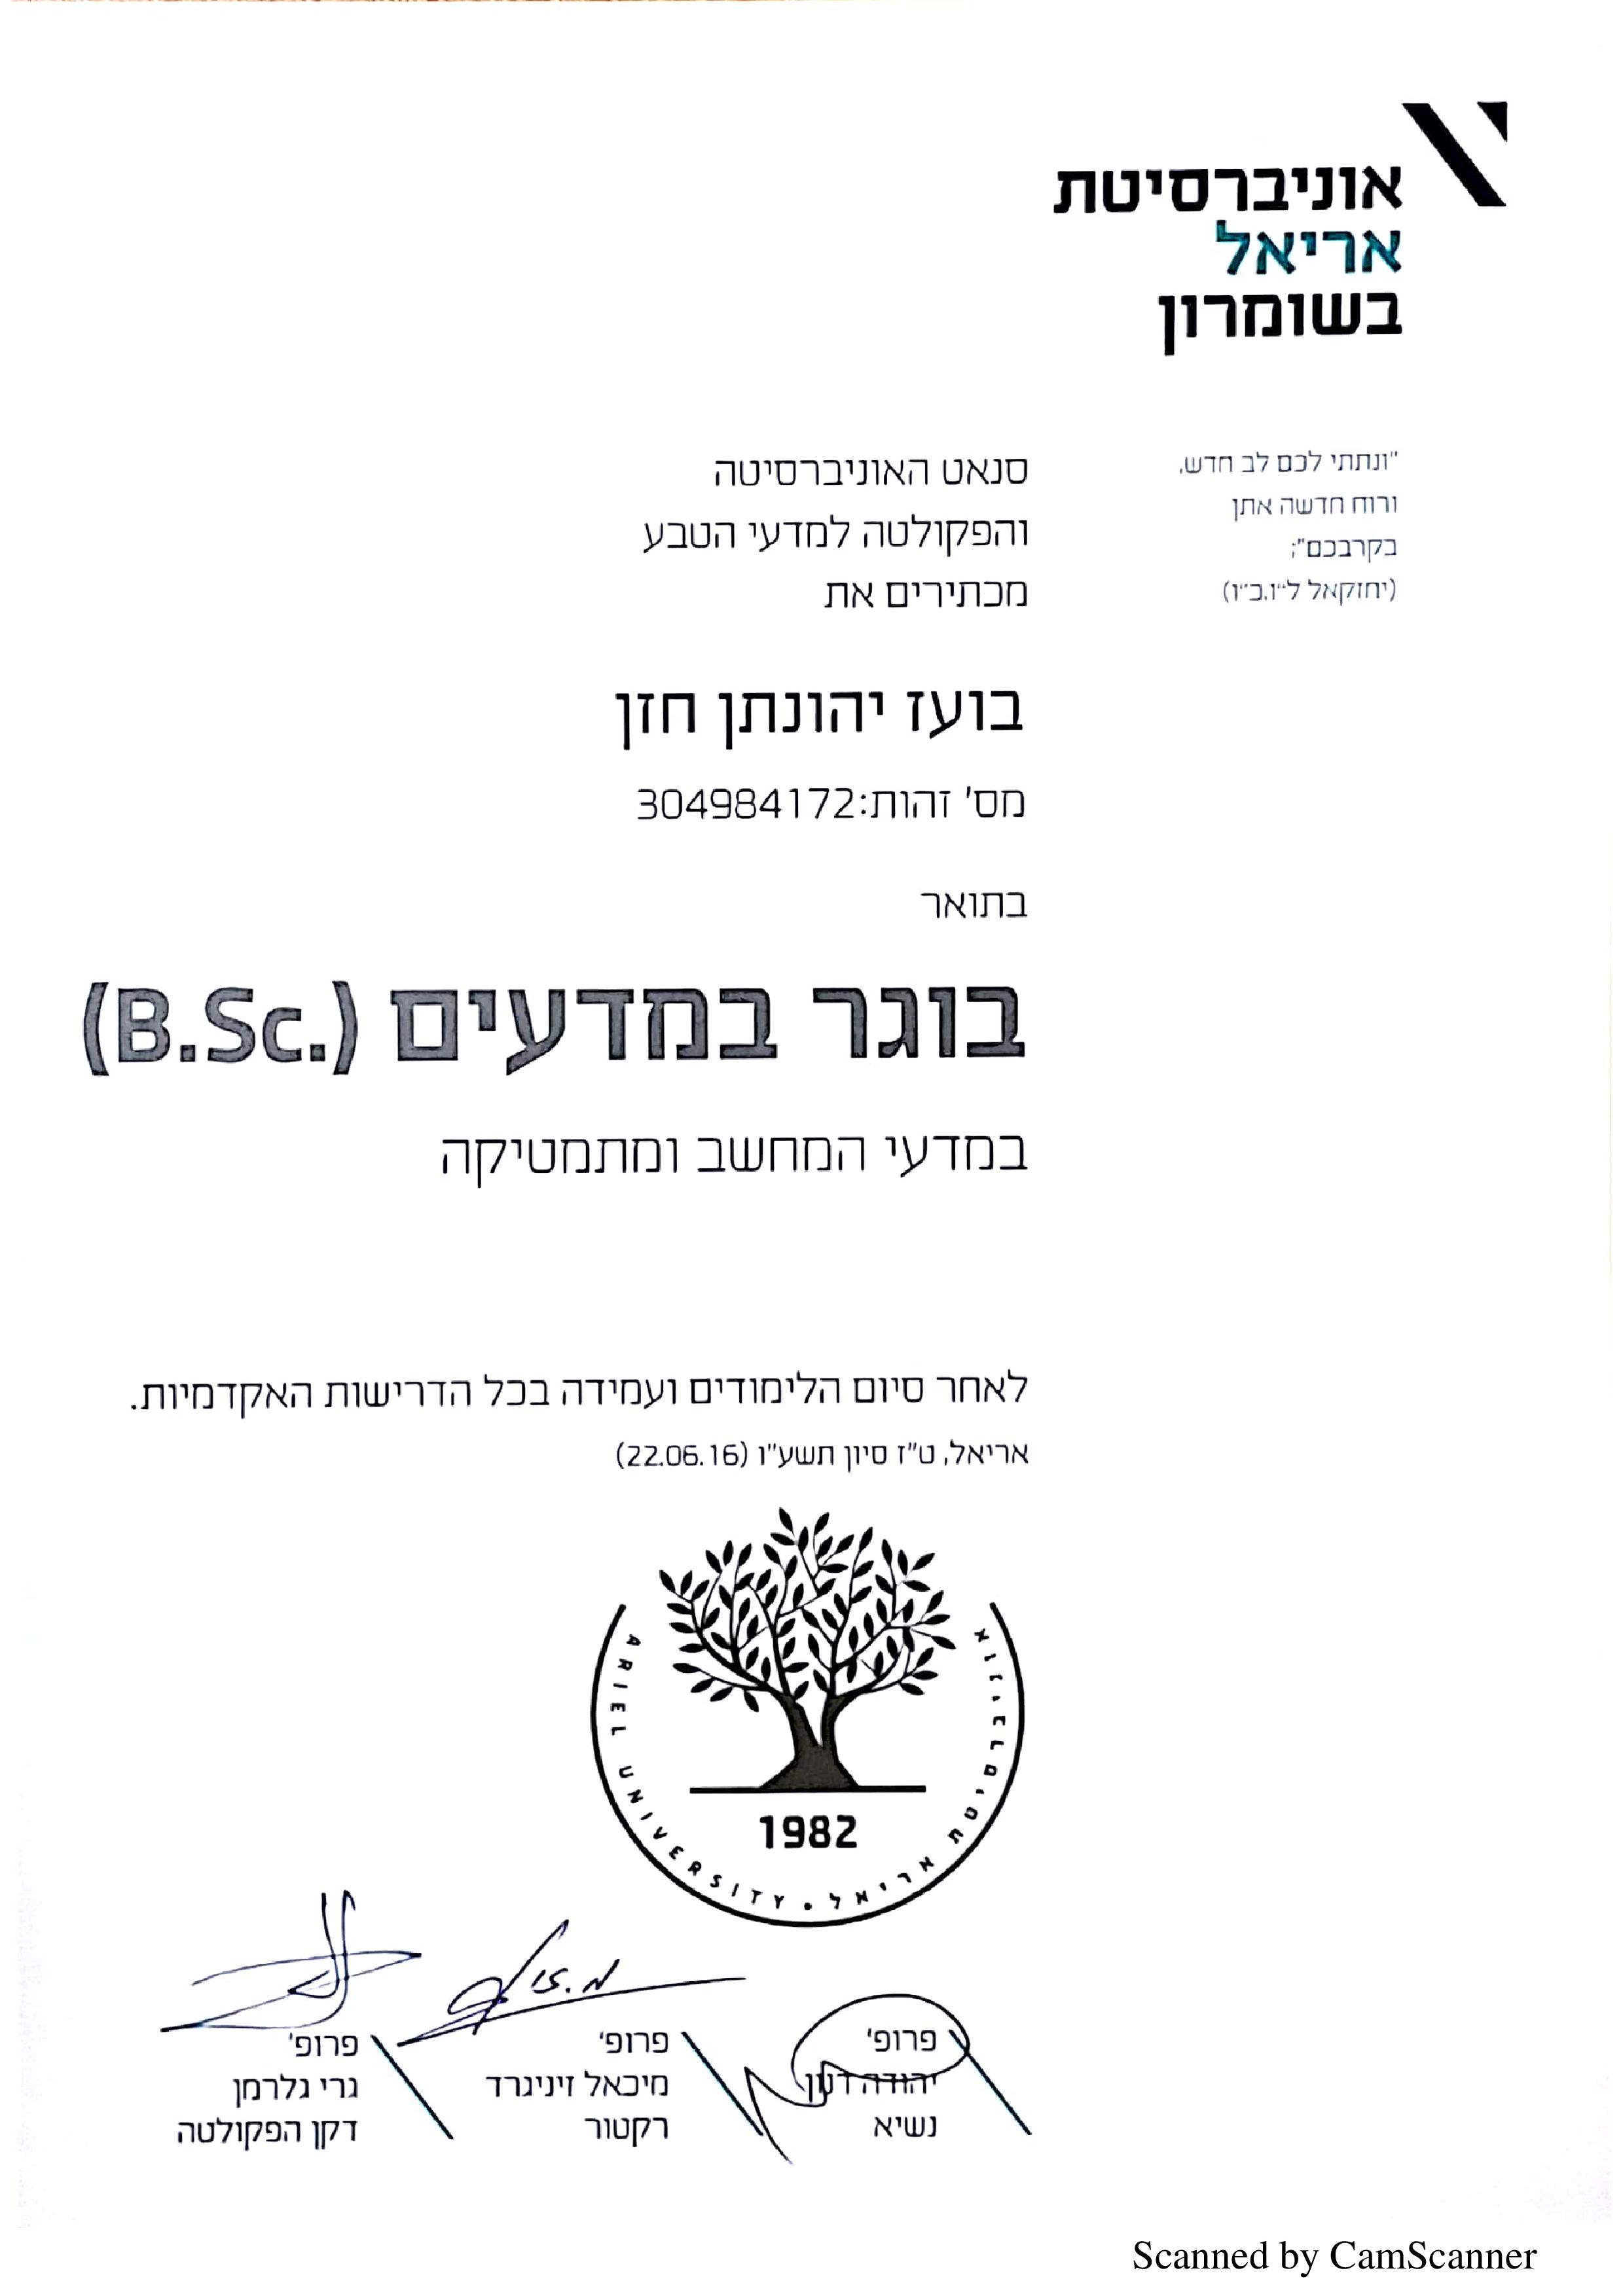 אוניברסיטת
אריאל
בשומרון
"ונתתי לכם לב חדש,
ורוח חדשה אתן
בקרבכם";
(יחזקאל ל"ו,כ"ו)
סנאט האוניברסיטה
והפקולטה למדעי הטבע
מכתירים את
בועז יהונתן חזן
מס' זהות:304984172
בתואר
בוגר במדעים (B.Sc.)
במדעי המחשב ומתמטיקה
לאחר סיום הלימודים ועמידה בכל הדרישות האקדמיות.
אריאל, ט"ז סיון תשע"ו (22.06.16)
ARIEL UNIVERSITY • אוניברסיטת אריאל
1982
פרופ'
יהודה דנון
נשיא
פרופ'
מיכאל זיניגרד
רקטור
פרופ'
גרי גלרמן
דקן הפקולטה
Scanned by CamScanner